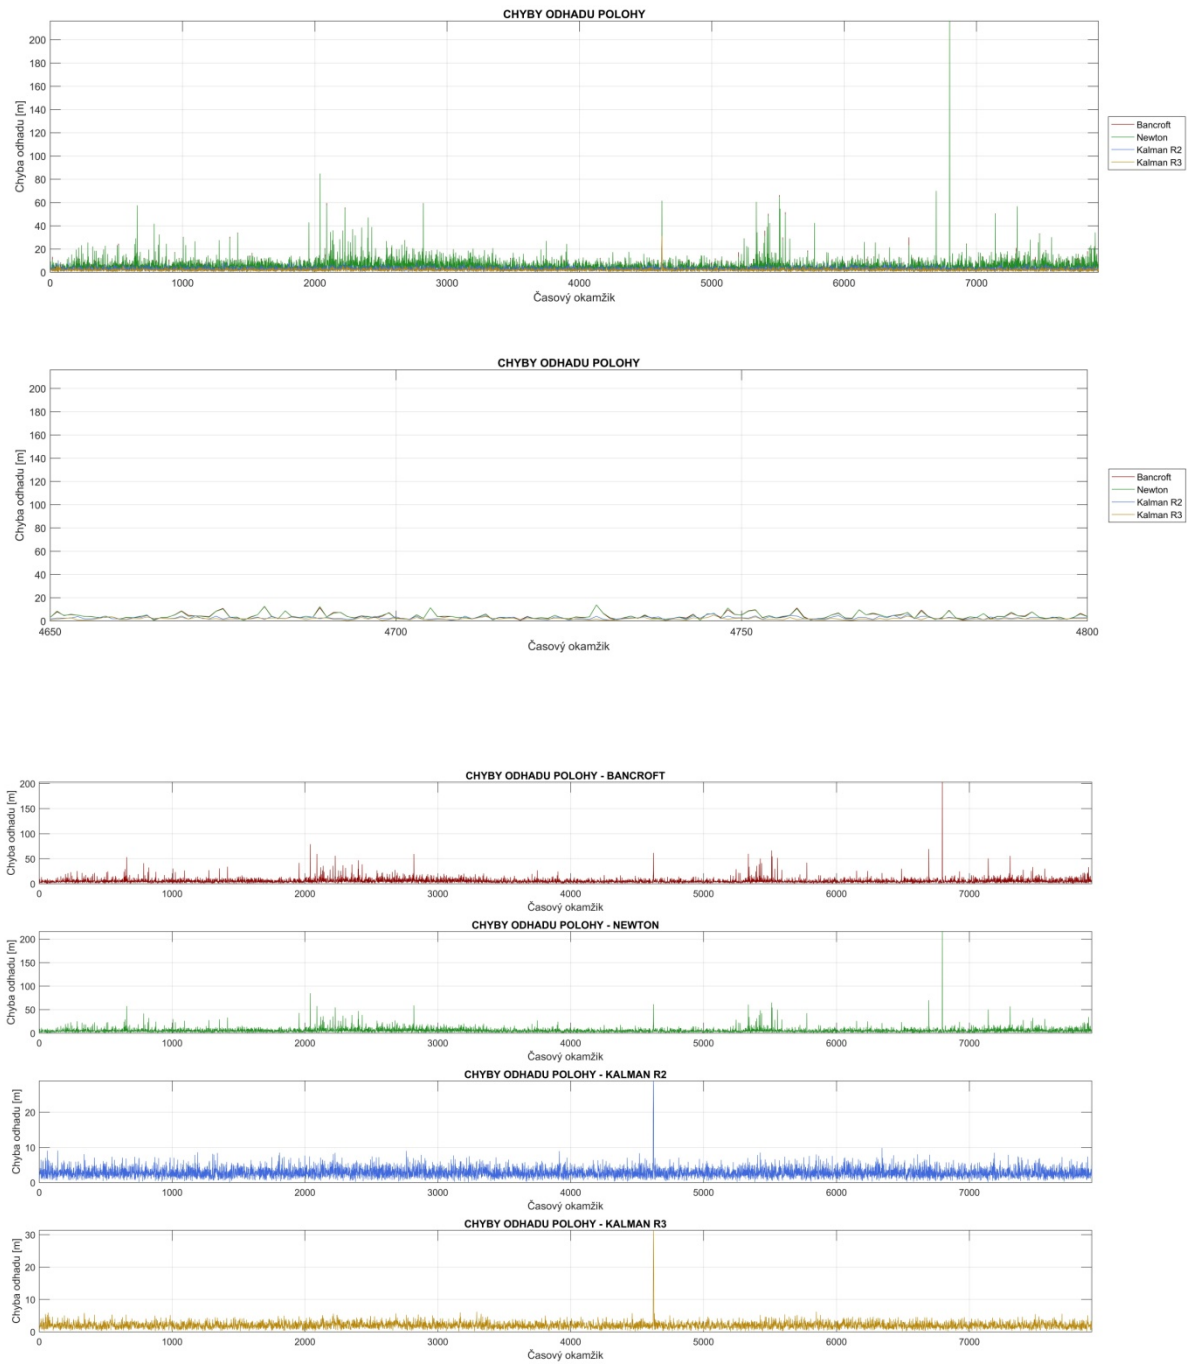 CHYBY ODHADU POLOHY
200
180
160
140
120
100
80
60
40
20
0
Chyba odhadu [m]
0 1000 2000 3000 4000 5000 6000 7000
Časový okamžik
Bancroft
Newton
Kalman R2
Kalman R3
CHYBY ODHADU POLOHY
200
180
160
140
120
100
80
60
40
20
0
Chyba odhadu [m]
4650 4700 4750 4800
Časový okamžik
Bancroft
Newton
Kalman R2
Kalman R3
CHYBY ODHADU POLOHY - BANCROFT
200
150
100
50
0
Chyba odhadu [m]
0 1000 2000 3000 4000 5000 6000 7000
Časový okamžik
CHYBY ODHADU POLOHY - NEWTON
200
150
100
50
0
Chyba odhadu [m]
0 1000 2000 3000 4000 5000 6000 7000
Časový okamžik
CHYBY ODHADU POLOHY - KALMAN R2
20
10
0
Chyba odhadu [m]
0 1000 2000 3000 4000 5000 6000 7000
Časový okamžik
CHYBY ODHADU POLOHY - KALMAN R3
30
20
10
0
Chyba odhadu [m]
0 1000 2000 3000 4000 5000 6000 7000
Časový okamžik